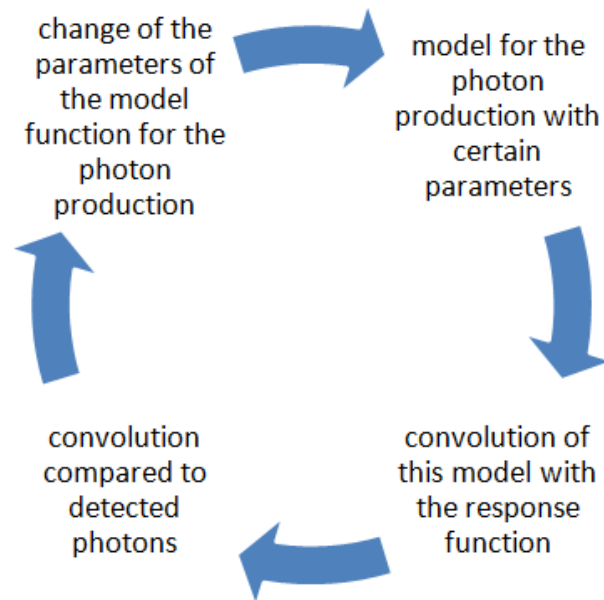 change of the
parameters of
the model
function for the
photon
production
model for the
photon
production with
certain
parameters
convolution of
this model with
the response
function
convolution
compared to
detected
photons